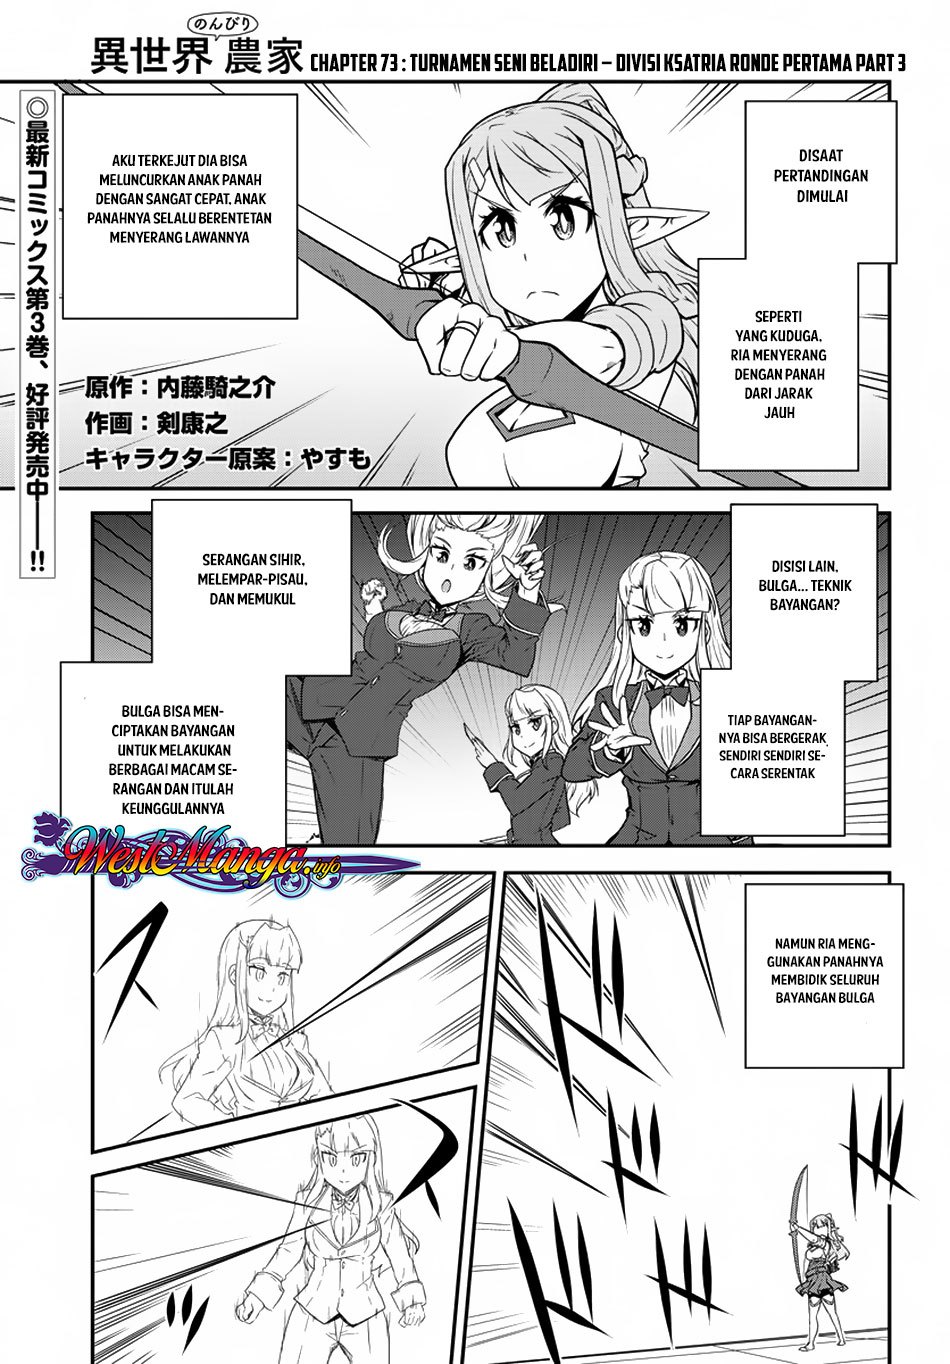 異世界のんびり農家
CHAPTER 73 : TURNAMEN SENI BELADIRI – DIVISI KSATRIA RONDE PERTAMA PART 3
◎最新コミックス第3巻、好評発売中――!!
DISAAT
PERTANDINGAN
DIMULAI
AKU TERKEJUT DIA BISA
MELUNCURKAN ANAK PANAH
DENGAN SANGAT CEPAT. ANAK
PANAHNYA SELALU BERENTETAN
MENYERANG LAWANNYA
SEPERTI
YANG KUDUGA,
RIA MENYERANG
DENGAN PANAH
DARI JARAK
JAUH
原作：内藤騎之介
作画：剣康之
キャラクター原案：やすも
DISISI LAIN,
BULGA... TEKNIK
BAYANGAN?
SERANGAN SIHIR,
MELEMPAR-PISAU,
DAN MEMUKUL
TIAP BAYANGAN-
NYA BISA BERGERAK
SENDIRI SENDIRI SE-
CARA SERENTAK
BULGA BISA MEN-
CIPTAKAN BAYANGAN
UNTUK MELAKUKAN
BERBAGAI MACAM SE-
RANGAN DAN ITULAH
KEUNGGULANNYA
WestManga.info
NAMUN RIA MENG-
GUNAKAN PANAHNYA
MEMBIDIK SELURUH
BAYANGAN BULGA